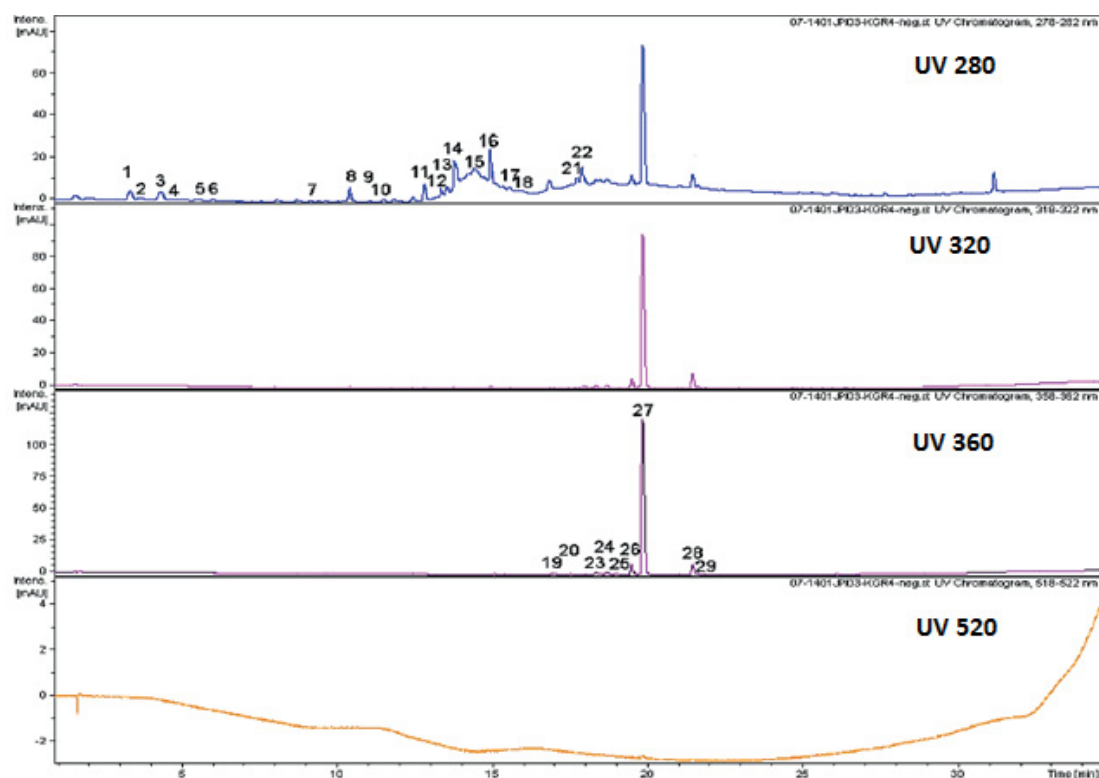 Intens.
[mAU]
07-1401JPI03-KGR4-neg.d: UV Chromatogram, 278-282 nm
UV 280
60
40
20
0
1 2 3 4 5 6 7 8 9 10 11 12 13 14 15 16 17 18 21 22
Intens.
[mAU]
07-1401JPI03-KGR4-neg.d: UV Chromatogram, 318-322 nm
UV 320
80
60
40
20
0
Intens.
[mAU]
07-1401JPI03-KGR4-neg.d: UV Chromatogram, 358-362 nm
UV 360
100
75
50
25
0
19 20 23 24 25 26 27 28 29
Intens.
[mAU]
07-1401JPI03-KGR4-neg.d: UV Chromatogram, 518-522 nm
UV 520
4
2
0
-2
5 10 15 20 25 30 Time [min]